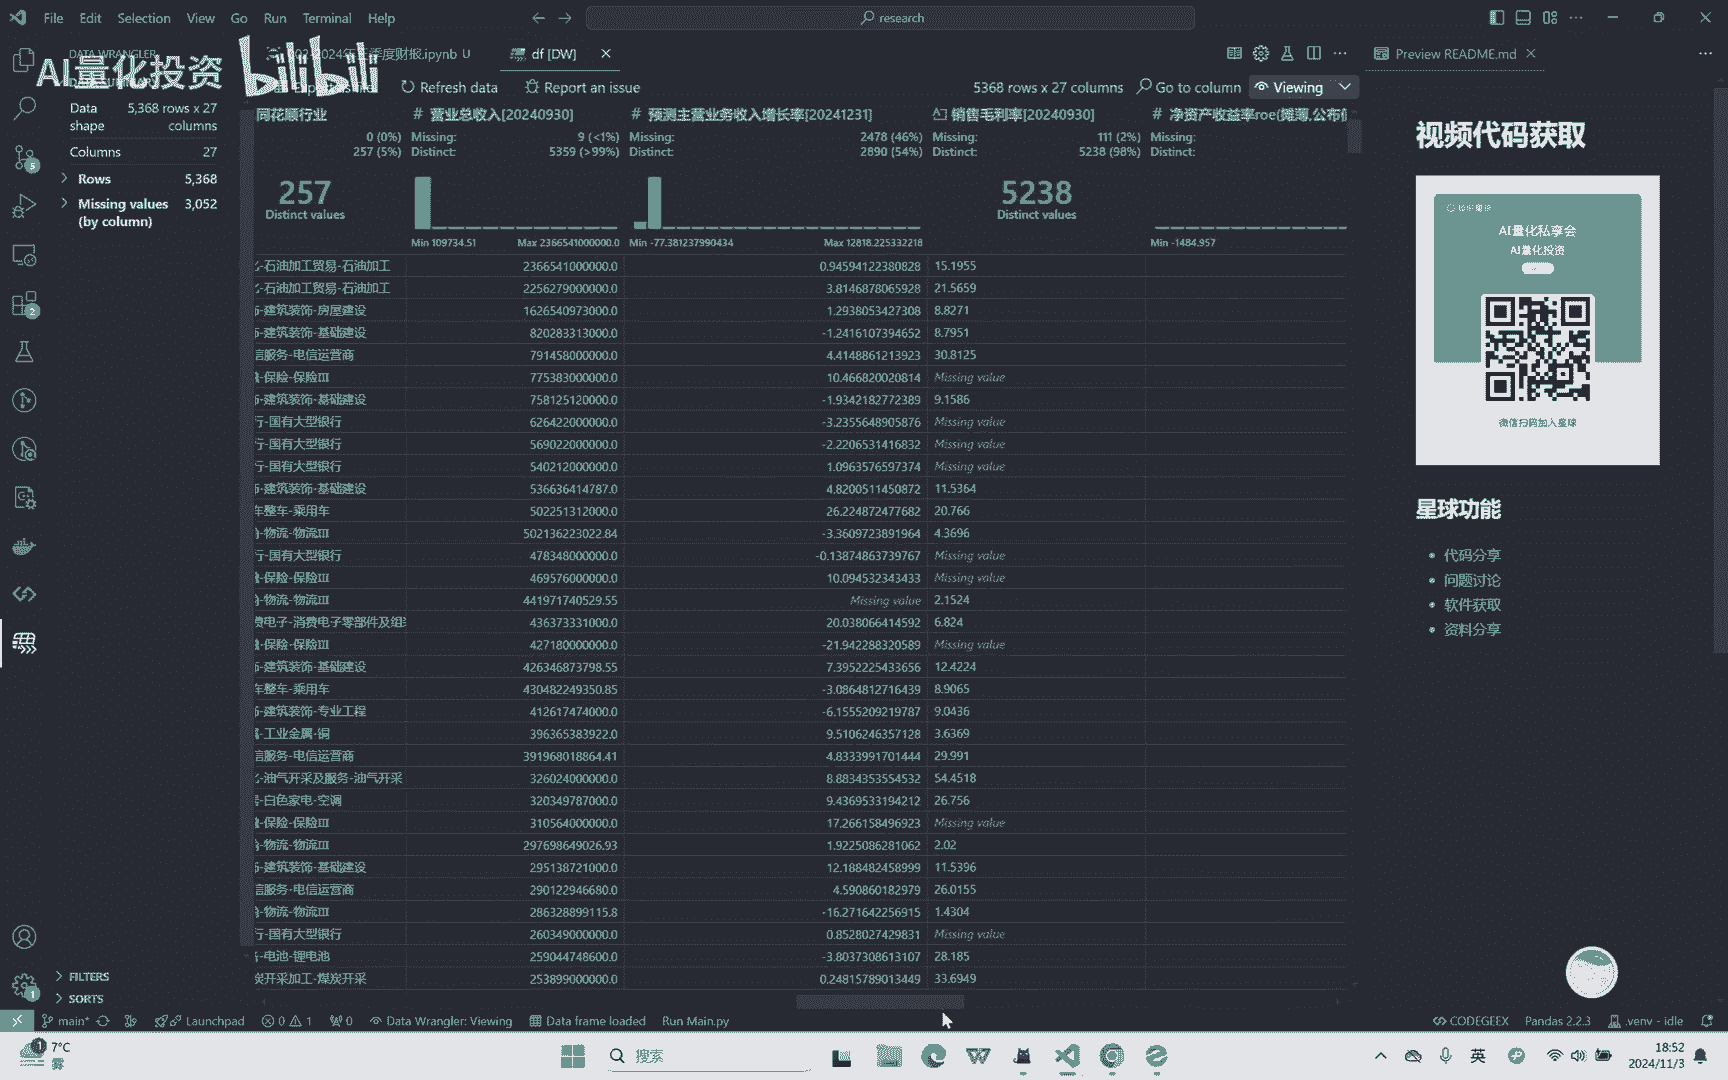 File Edit Selection View Go Run Terminal Help
research
DATA WRANGLER
2024年三季度财报.ipynb U
df [DW]
Preview README.md
AI量化投资 bilibili
Refresh data
Report an issue
5368 rows x 27 columns
Go to column
Viewing
Data shape
5,368 rows x 27 columns
Columns
27
Rows
5,368
Missing values (by column)
3,052
FILTERS
SORTS
同花顺行业
0 (0%)
257 (5%)
257
Distinct values
# 营业总收入[20240930]
Missing: 9 (<1%)
Distinct: 5359 (>99%)
Min 109734.51 Max 2366541000000.0
# 预测主营业务收入增长率[20241231]
Missing: 2478 (46%)
Distinct: 2890 (54%)
Min -77.381237990434 Max 12818.225332218
销售毛利率[20240930]
Missing: 111 (2%)
Distinct: 5238 (98%)
5238
Distinct values
# 净资产收益率roe(摊薄,公布
Missing:
Distinct:
Min -1484.957
-石油加工贸易-石油加工 2366541000000.0 0.94594122380828 15.1955
-石油加工贸易-石油加工 2256279000000.0 3.8146878065928 21.5659
-建筑装饰-房屋建设 1626540973000.0 1.2938053427308 8.8271
-建筑装饰-基础建设 820283313000.0 -1.2416107394652 8.7951
信服务-电信运营商 791458000000.0 4.4148861213923 30.8125
-保险-保险III 775383000000.0 10.466820020814 Missing value
-建筑装饰-基础建设 758125120000.0 -1.9342182772389 9.1586
行-国有大型银行 626422000000.0 -3.2355648905876 Missing value
行-国有大型银行 569022000000.0 -2.2206531416832 Missing value
行-国有大型银行 540212000000.0 1.0963576597374 Missing value
-建筑装饰-基础建设 536636414787.0 4.8200511450872 11.5364
车整车-乘用车 502251312000.0 26.224872477682 20.766
-物流-物流III 502136223022.84 -3.3609723891964 4.3696
行-国有大型银行 478348000000.0 -0.13874863739767 Missing value
-保险-保险III 469576000000.0 10.094532343433 Missing value
-物流-物流III 441971740529.55 Missing value 2.1524
费电子-消费电子零部件及组装 436373331000.0 20.038066414592 6.824
-保险-保险III 427180000000.0 -21.942288320589 Missing value
-建筑装饰-基础建设 426346873798.55 7.3952225433656 12.4224
车整车-乘用车 430482249350.85 -3.0864812716439 8.9065
-建筑装饰-专业工程 412617474000.0 -6.1555209219787 9.0436
-工业金属-铜 396365383922.0 9.5106246357128 3.6369
信服务-电信运营商 391968018864.41 4.8333991701444 29.991
-油气开采及服务-油气开采 326024000000.0 8.8834353554532 54.4518
-白色家电-空调 320349787000.0 9.4369533194212 26.756
-保险-保险III 310564000000.0 17.266158496923 Missing value
-物流-物流III 297698649026.93 1.9225086281062 2.02
-建筑装饰-基础建设 295138721000.0 12.188482458999 11.5396
信服务-电信运营商 290122946680.0 4.590860182979 26.0155
-物流-物流III 286328899115.8 -16.271642256915 1.4304
行-国有大型银行 260349000000.0 0.8528027429831 Missing value
-电池-锂电池 259044748600.0 -3.8037308613107 28.185
炭开采加工-煤炭开采 253899000000.0 0.24815789013449 33.6949
视频代码获取
AI量化私享会
AI量化投资
微信扫码加入星球
星球功能
• 代码分享
• 问题讨论
• 软件获取
• 资料分享
main* Launchpad 0 1 0 Data Wrangler: Viewing Data frame loaded Run Main.py
CODEGEEX Pandas 2.2.3 .venv - idle
7°C
雾
搜索
英
18:52
2024/11/3